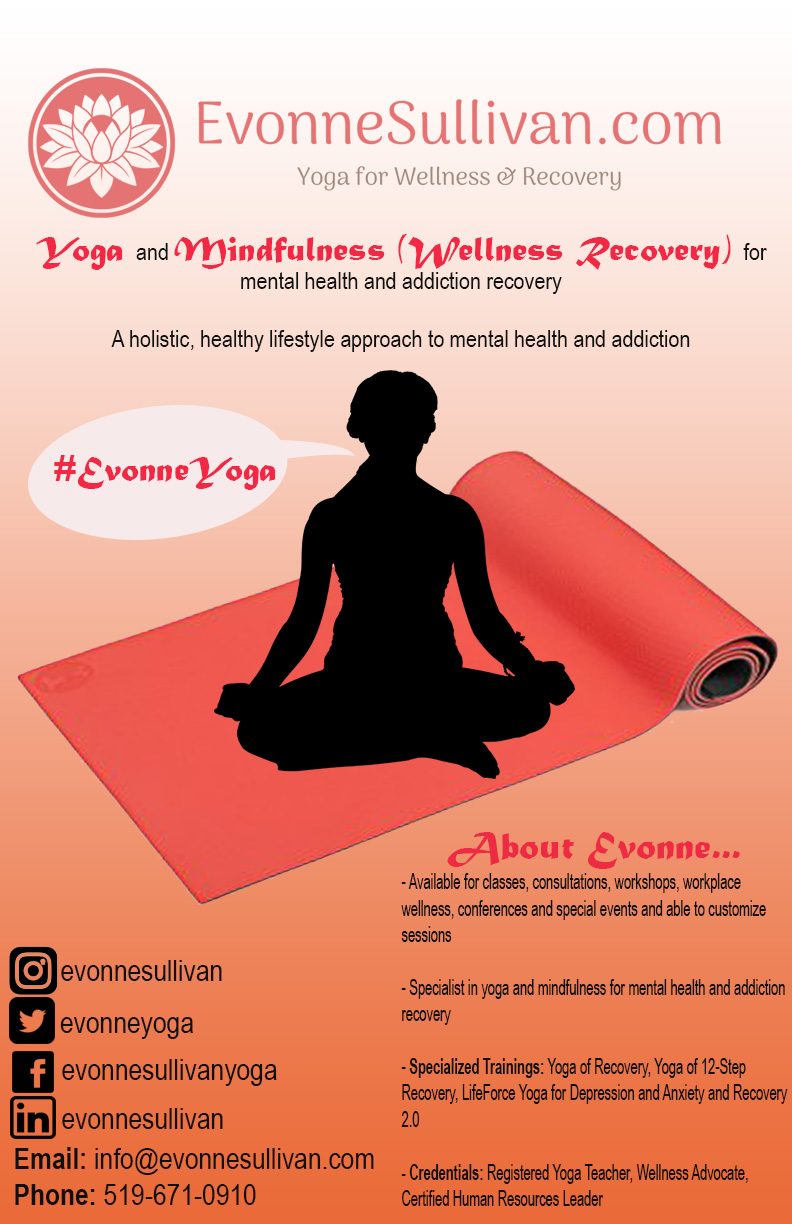 EvonneSullivan.com
Yoga for Wellness & Recovery
Yoga and Mindfulness (Wellness Recovery) for
mental health and addiction recovery
A holistic, healthy lifestyle approach to mental health and addiction
#EvonneYoga
About Evonne...
- Available for classes, consultations, workshops, workplace
wellness, conferences and special events and able to customize
sessions
- Specialist in yoga and mindfulness for mental health and addiction
recovery
- Specialized Trainings: Yoga of Recovery, Yoga of 12-Step
Recovery, LifeForce Yoga for Depression and Anxiety and Recovery
2.0
- Credentials: Registered Yoga Teacher, Wellness Advocate,
Certified Human Resources Leader
evonnesullivan
evonneyoga
evonnesullivanyoga
evonnesullivan
Email: info@evonnesullivan.com
Phone: 519-671-0910